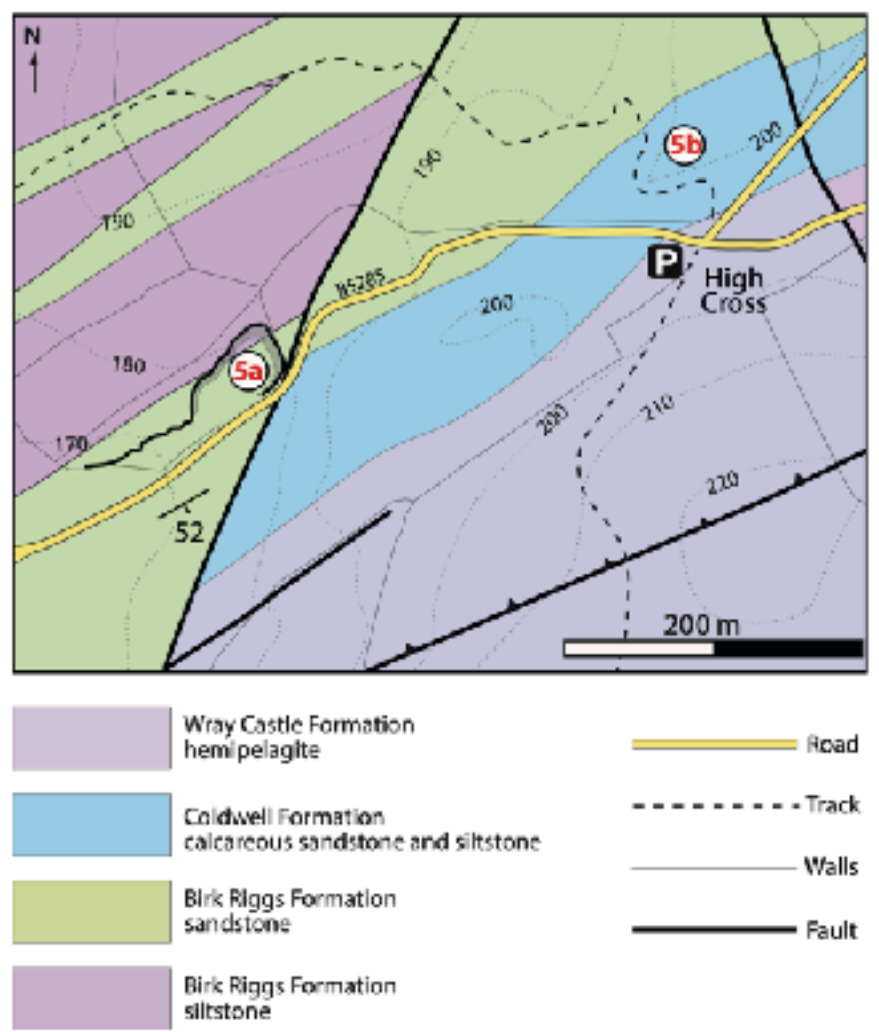 N
5b
200
190
190
P
High
Cross
B5285
200
180
5a
200
210
170
220
52
200 m
Wray Castle Formation
hemipelagite
Coldwell Formation
calcareous sandstone and siltstone
Birk Riggs Formation
sandstone
Birk Riggs Formation
siltstone
Road
Track
Walls
Fault